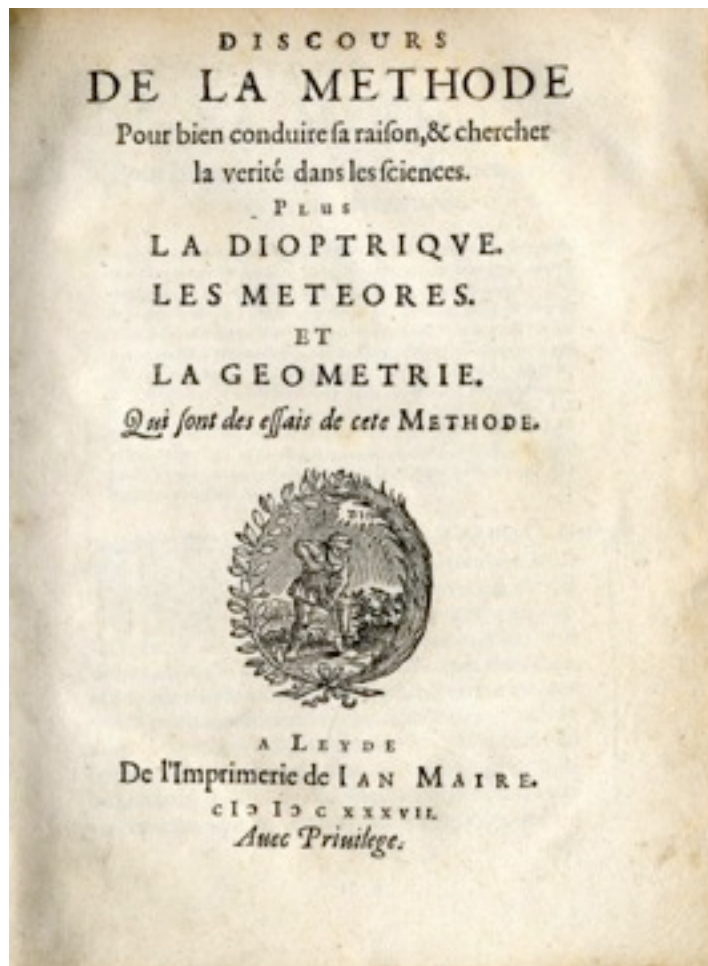 DISCOURS
DE LA METHODE
Pour bien conduire ſa raiſon, & chercher
la verité dans les ſciences.
PLUS
LA DIOPTRIQVE.
LES METEORES.
ET
LA GEOMETRIE.
Qui ſont des eſſais de cete METHODE.
A LEYDE
De l'Imprimerie de IAN MAIRE.
cIↄ Iↄ c XXXVII.
Auec Priuilege.